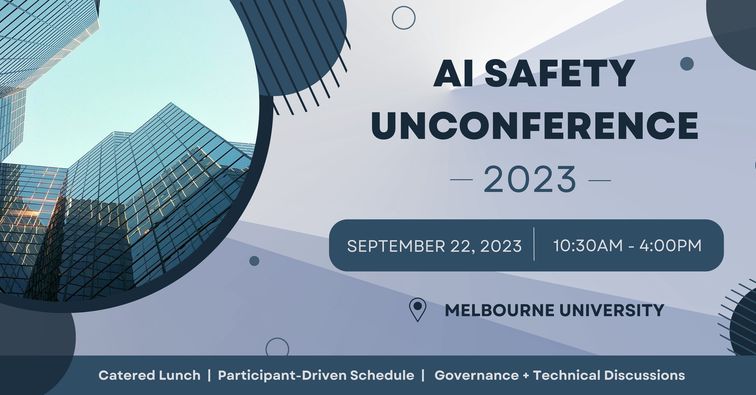 AI SAFETY
UNCONFERENCE
— 2023 —
SEPTEMBER 22, 2023 | 10:30AM - 4:00PM
MELBOURNE UNIVERSITY
Catered Lunch | Participant-Driven Schedule | Governance + Technical Discussions